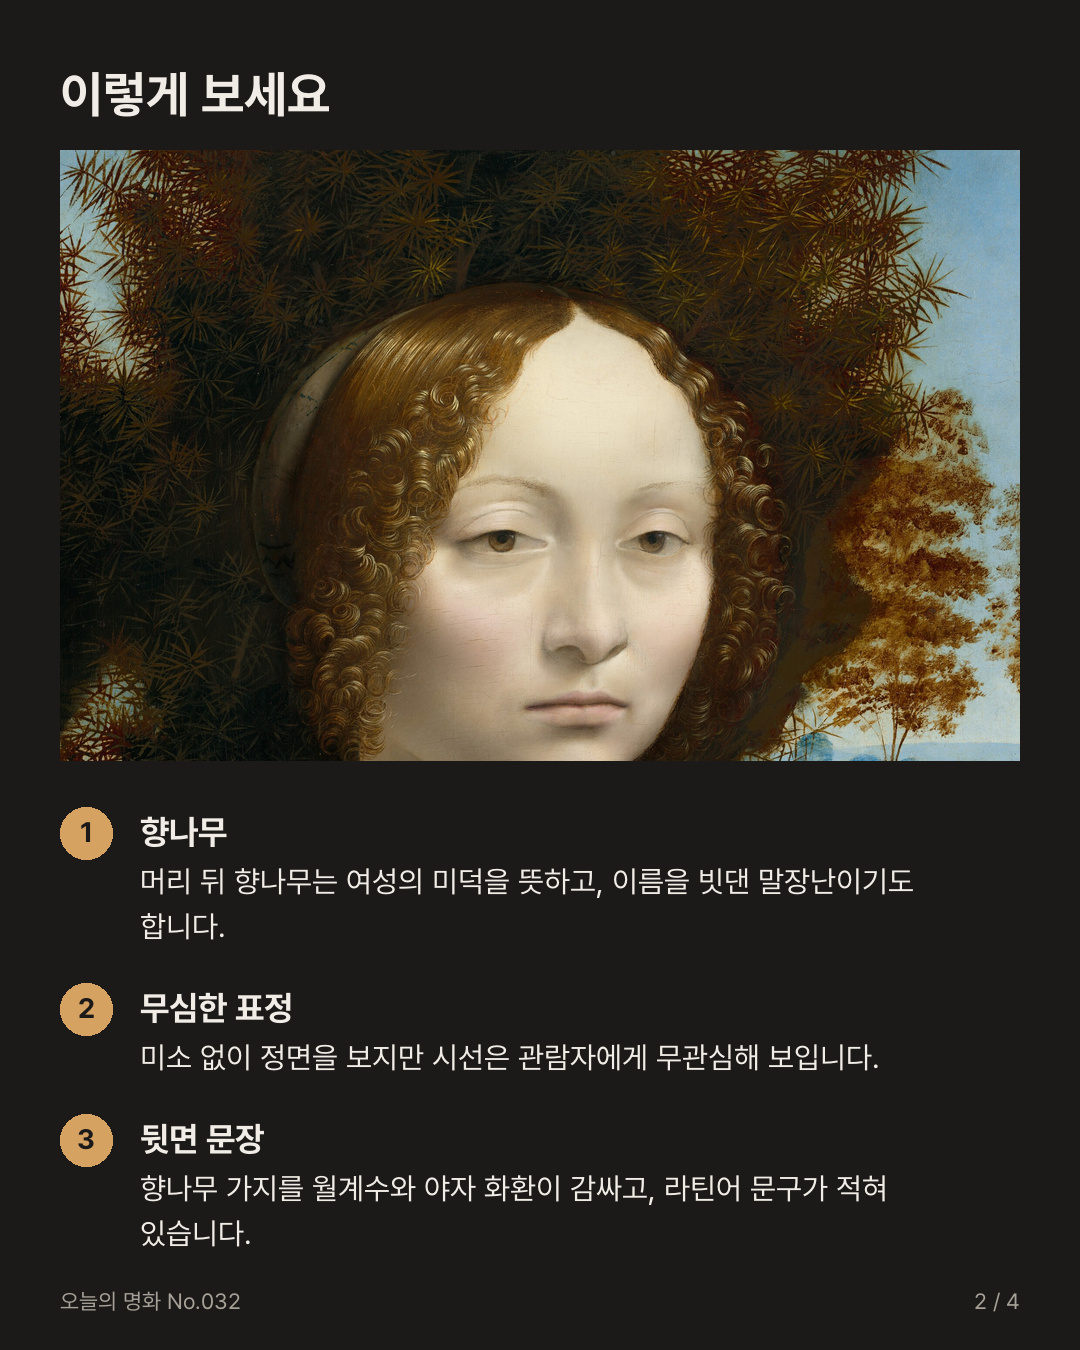 이렇게 보세요
1 향나무
머리 뒤 향나무는 여성의 미덕을 뜻하고, 이름을 빗댄 말장난이기도
합니다.
2 무심한 표정
미소 없이 정면을 보지만 시선은 관람자에게 무관심해 보입니다.
3 뒷면 문장
향나무 가지를 월계수와 야자 화환이 감싸고, 라틴어 문구가 적혀
있습니다.
오늘의 명화 No.032
2 / 4